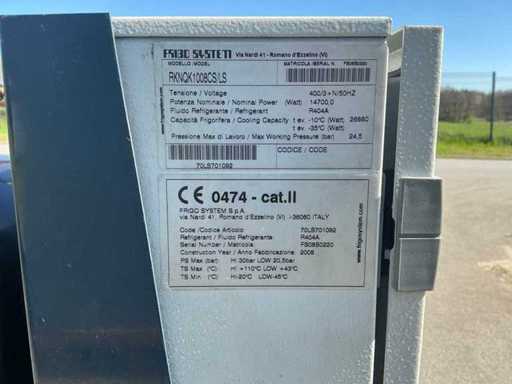 FRIGO SYSTEM Via Nardi 41 - Romano d'Ezzelino (VI)
MODELLO / MODEL MATRICOLA / SERIAL N.
RKNQK1008CS/LS
Tensione / Voltage 400/3+N/50HZ
Potenza Nominale / Nominal Power (Watt) 14700,0
Fluido Refrigerante / Refrigerant R404A
Capacità Frigorifera / Cooling Capacity t ev. -10°C (Watt) 26680
t ev. -35°C (Watt)
Pressione Max di Lavoro / Max Working Pressure (bar) 24,5
CODICE / CODE
70LS701092
www.frigosystem.com
CE 0474 - cat.II
FRIGO SYSTEM S.p.A.
via Nardi 41, Romano d'Ezzelino (VI) I-36060 ITALY
Code /Codice Articolo 70LS701092
Refrigerant / Fluido Refrigerante: R404A
Serial Number / Matricola FS08S0220
Construction Year / Anno Fabbricazione: 2008
PS Max (bar) HI 30bar LOW 20,5bar
TS Max (°C) HI +110°C LOW +43°C
TS Min (°C) HI-20°C LOW-45°C
www.frigosystem.com